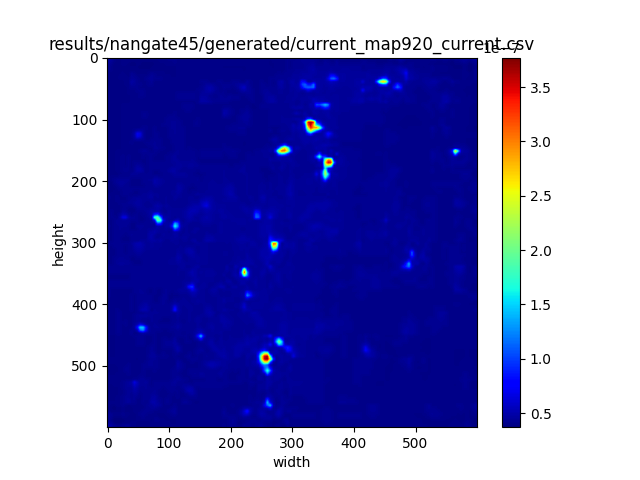 results/nangate45/generated/current_map920_current.csv
1e−7
0
100
200
300
400
500
height
0 100 200 300 400 500
width
3.5
3.0
2.5
2.0
1.5
1.0
0.5